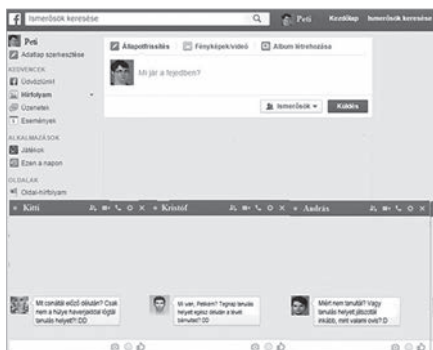 f Ismerősök keresése
Peti Kezdőlap Ismerősök keresése
Peti
Adatlap szerkesztése
KEDVENCEK
Üdvözlünk!
Hírfolyam
Üzenetek
Események
ALKALMAZÁSOK
Játékok
Ezen a napon
OLDALAK
Oldal-hírfolyam
Állapotfrissítés Fényképek/videó Album létrehozása
Mi jár a fejedben?
Ismerősök Küldés
Kitti
Mit csináltál előző délután? Csak
nem a hülye haverjeiddel lógtál
tanulás helyett?! DD
Kristóf
Mi van, Petikém? Tegnap tanulás
helyett egész délután a tévét
bámultad? DD
András
Miért nem tanultál? Vagy
tanulás helyett játszottál
inkább, mint valami ovis? :D